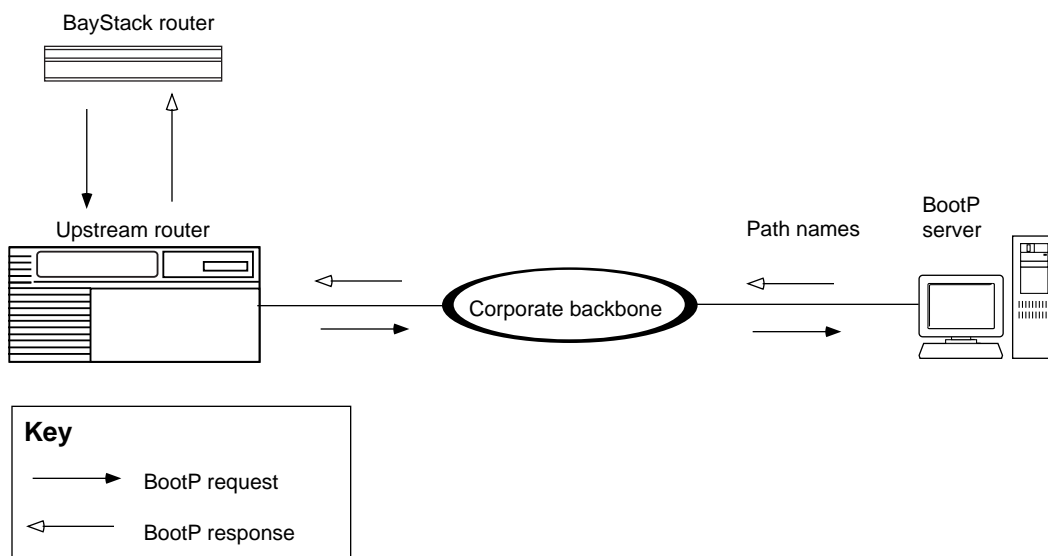 BayStack router
Upstream router
Path names
BootP
server
Corporate backbone
Key
BootP request
BootP response